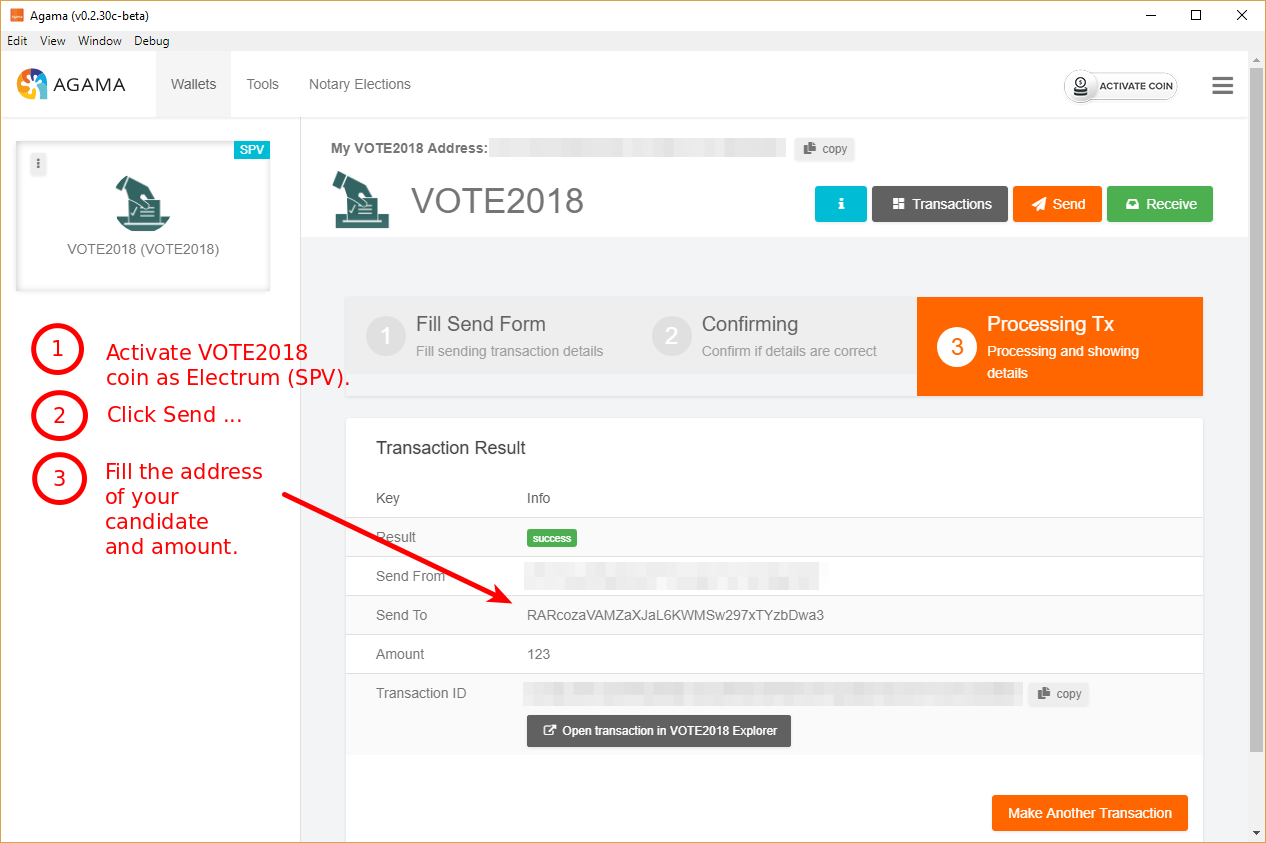 Agama (v0.2.30c-beta)
Edit View Window Debug
AGAMA
Wallets
Tools
Notary Elections
ACTIVATE COIN
SPV
VOTE2018 (VOTE2018)
My VOTE2018 Address:
copy
VOTE2018
i
Transactions
Send
Receive
1
Activate VOTE2018
coin as Electrum (SPV).
2
Click Send ...
3
Fill the address
of your
candidate
and amount.
1
Fill Send Form
Fill sending transaction details
2
Confirming
Confirm if details are correct
3
Processing Tx
Processing and showing
details
Transaction Result
Key Info
Result success
Send From
Send To RARcozaVAMZaXJaL6KWMSw297xTYzbDwa3
Amount 123
Transaction ID
copy
Open transaction in VOTE2018 Explorer
Make Another Transaction